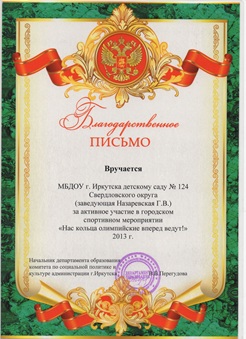 Благодарственное
ПИСЬМО
Вручается
МБДОУ г. Иркутска детскому саду № 124
Свердловского округа
(заведующая Назаревская Г.В.)
за активное участие в городском
спортивном мероприятии
«Нас кольца олимпийские вперед ведут!»
2013 г.
Начальник департамента образования
комитета по социальной политике и
культуре администрации г.Иркутска Перегудова